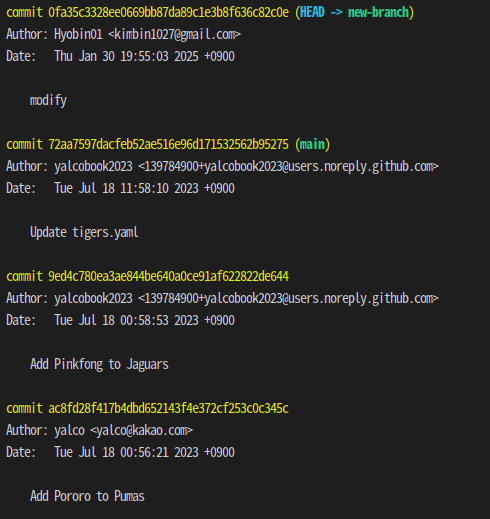 commit 0fa35c3328ee0669bb87da89c1e3b8f636c82c0e (HEAD -> new-branch)
Author: Hyobin01 <kimbin1027@gmail.com>
Date:   Thu Jan 30 19:55:03 2025 +0900
    modify
commit 72aa7597dacfeb52ae516e96d171532562b95275 (main)
Author: yalcobook2023 <139784900+yalcobook2023@users.noreply.github.com>
Date:   Tue Jul 18 11:58:10 2023 +0900
    Update tigers.yaml
commit 9ed4c780ea3ae844be640a0ce91af622822de644
Author: yalcobook2023 <139784900+yalcobook2023@users.noreply.github.com>
Date:   Tue Jul 18 00:58:53 2023 +0900
    Add Pinkfong to Jaguars
commit ac8fd28f417b4dbd652143f4e372cf253c0c345c
Author: yalco <yalco@kakao.com>
Date:   Tue Jul 18 00:56:21 2023 +0900
    Add Pororo to Pumas